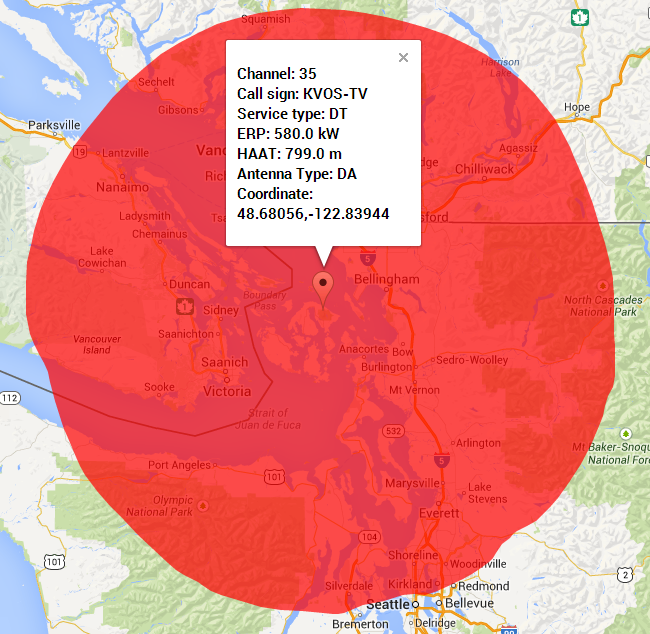 Squamish
1
Channel: 35
Call sign: KVOS-TV
Service type: DT
ERP: 580.0 kW
HAAT: 799.0 m
Antenna Type: DA
Coordinate:
48.68056,-122.83944
Harrison
Lake
Sechelt
Gibsons
Hope
Parksville
19
Lantzville
Nanaimo
Agassiz
Chilliwack
Ladysmith
Chemainus
Lake
Cowichan
5
Bellingham
Duncan
Boundary
Pass
1
Sidney
North Cascades
National Park
Saanichton
Vancouver
Island
Anacortes
Bow
Burlington
Sedro-Woolley
Saanich
Sooke
Victoria
Mt Vernon
112
Strait of
Juan de Fuca
532
Arlington
Mt Baker-Snoqu
National Fore
5
Port Angeles
101
Marysville
Lake
Stevens
Olympic
National Park
Everett
104
101
Shoreline
Woodinville
2
Silverdale
Kirkland
Redmond
Seattle
Bellevue
Bremerton
Delridge
90